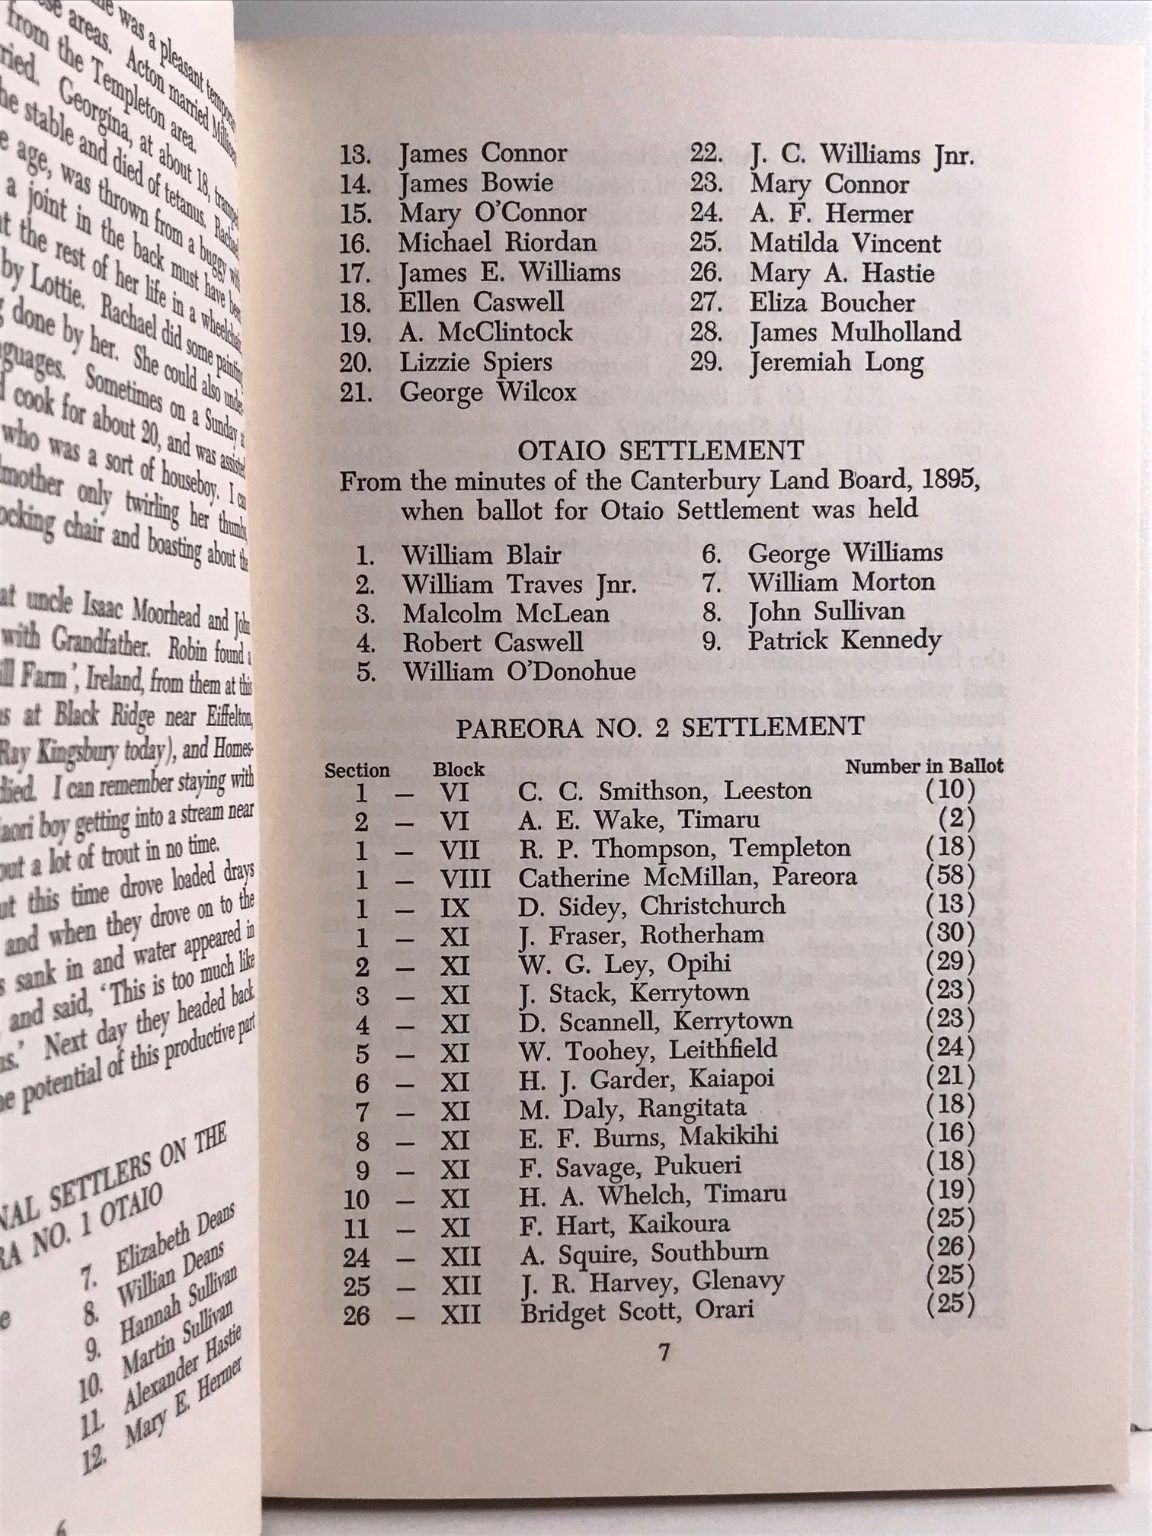 was a pleasant
areas. Acton married
from the Templeton area.
Georgina, at about 18,
the stable and died of tetanus.
age, was thrown from a buggy
a joint in the back must have
the rest of her life in a wheelchair,
by Lottie. Rachael did some painting
done by her. She could also
Sometimes on a Sunday
cook for about 20, and was assisted
who was a sort of houseboy. I
only twirling her thumbs,
chair and boasting about the
uncle Isaac Moorhead and John
with Grandfather. Robin found a
Farm', Ireland, from them at this
at Black Ridge near Eiffelton,
Ray Kingsbury today), and Homes-
I can remember staying with
boy getting into a stream near
a lot of trout in no time.
this time drove loaded drays
and when they drove on to the
sank in and water appeared in
and said, 'This is too much like
Next day they headed back
potential of this productive part
SETTLERS ON THE
NO. 1 OTAIO
7. Elizabeth Deans
8. Willian Deans
9. Hannah Sullivan
10. Martin Sullivan
11. Alexander Hastie
12. Mary E. Hermer
6
13. James Connor 22. J. C. Williams Jnr.
14. James Bowie 23. Mary Connor
15. Mary O'Connor 24. A. F. Hermer
16. Michael Riordan 25. Matilda Vincent
17. James E. Williams 26. Mary A. Hastie
18. Ellen Caswell 27. Eliza Boucher
19. A. McClintock 28. James Mulholland
20. Lizzie Spiers 29. Jeremiah Long
21. George Wilcox
OTAIO SETTLEMENT
From the minutes of the Canterbury Land Board, 1895,
when ballot for Otaio Settlement was held
1. William Blair 6. George Williams
2. William Traves Jnr. 7. William Morton
3. Malcolm McLean 8. John Sullivan
4. Robert Caswell 9. Patrick Kennedy
5. William O'Donohue
PAREORA NO. 2 SETTLEMENT
Section Block Number in Ballot
1 — VI C. C. Smithson, Leeston (10)
2 — VI A. E. Wake, Timaru (2)
1 — VII R. P. Thompson, Templeton (18)
1 — VIII Catherine McMillan, Pareora (58)
1 — IX D. Sidey, Christchurch (13)
1 — XI J. Fraser, Rotherham (30)
2 — XI W. G. Ley, Opihi (29)
3 — XI J. Stack, Kerrytown (23)
4 — XI D. Scannell, Kerrytown (23)
5 — XI W. Toohey, Leithfield (24)
6 — XI H. J. Garder, Kaiapoi (21)
7 — XI M. Daly, Rangitata (18)
8 — XI E. F. Burns, Makikihi (16)
9 — XI F. Savage, Pukueri (18)
10 — XI H. A. Whelch, Timaru (19)
11 — XI F. Hart, Kaikoura (25)
24 — XII A. Squire, Southburn (26)
25 — XII J. R. Harvey, Glenavy (25)
26 — XII Bridget Scott, Orari (25)
7